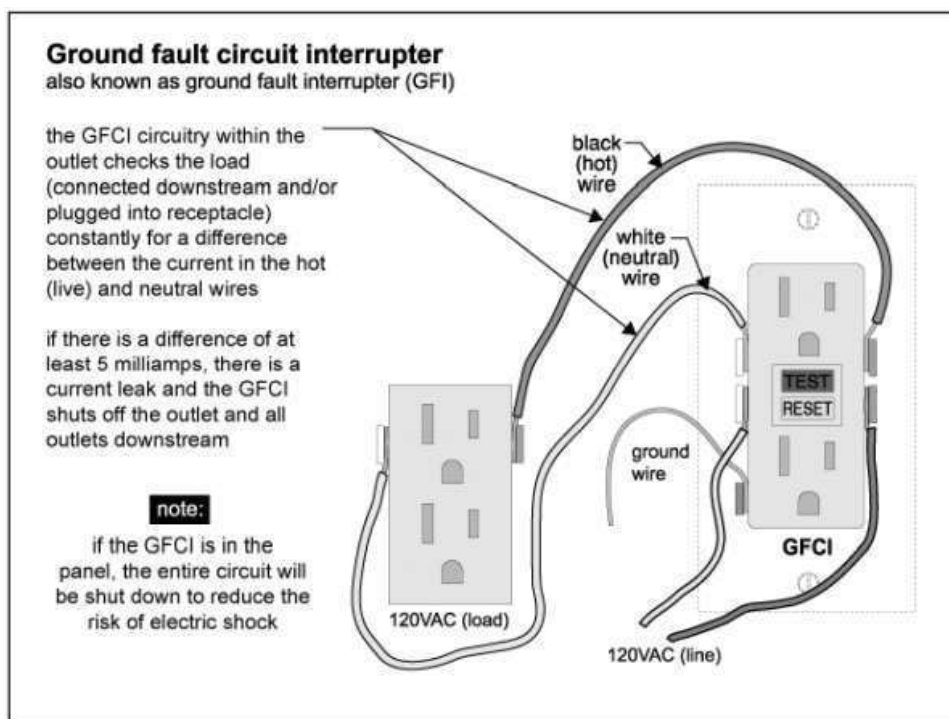 Ground fault circuit interrupter
also known as ground fault interrupter (GFI)
the GFCI circuitry within the
outlet checks the load
(connected downstream and/or
plugged into receptacle)
constantly for a difference
between the current in the hot
(live) and neutral wires
if there is a difference of at
least 5 milliamps, there is a
current leak and the GFCI
shuts off the outlet and all
outlets downstream
note:
if the GFCI is in the
panel, the entire circuit will
be shut down to reduce the
risk of electric shock
black
(hot)
wire
white
(neutral)
wire
TEST
RESET
ground
wire
GFCI
120VAC (load)
120VAC (line)